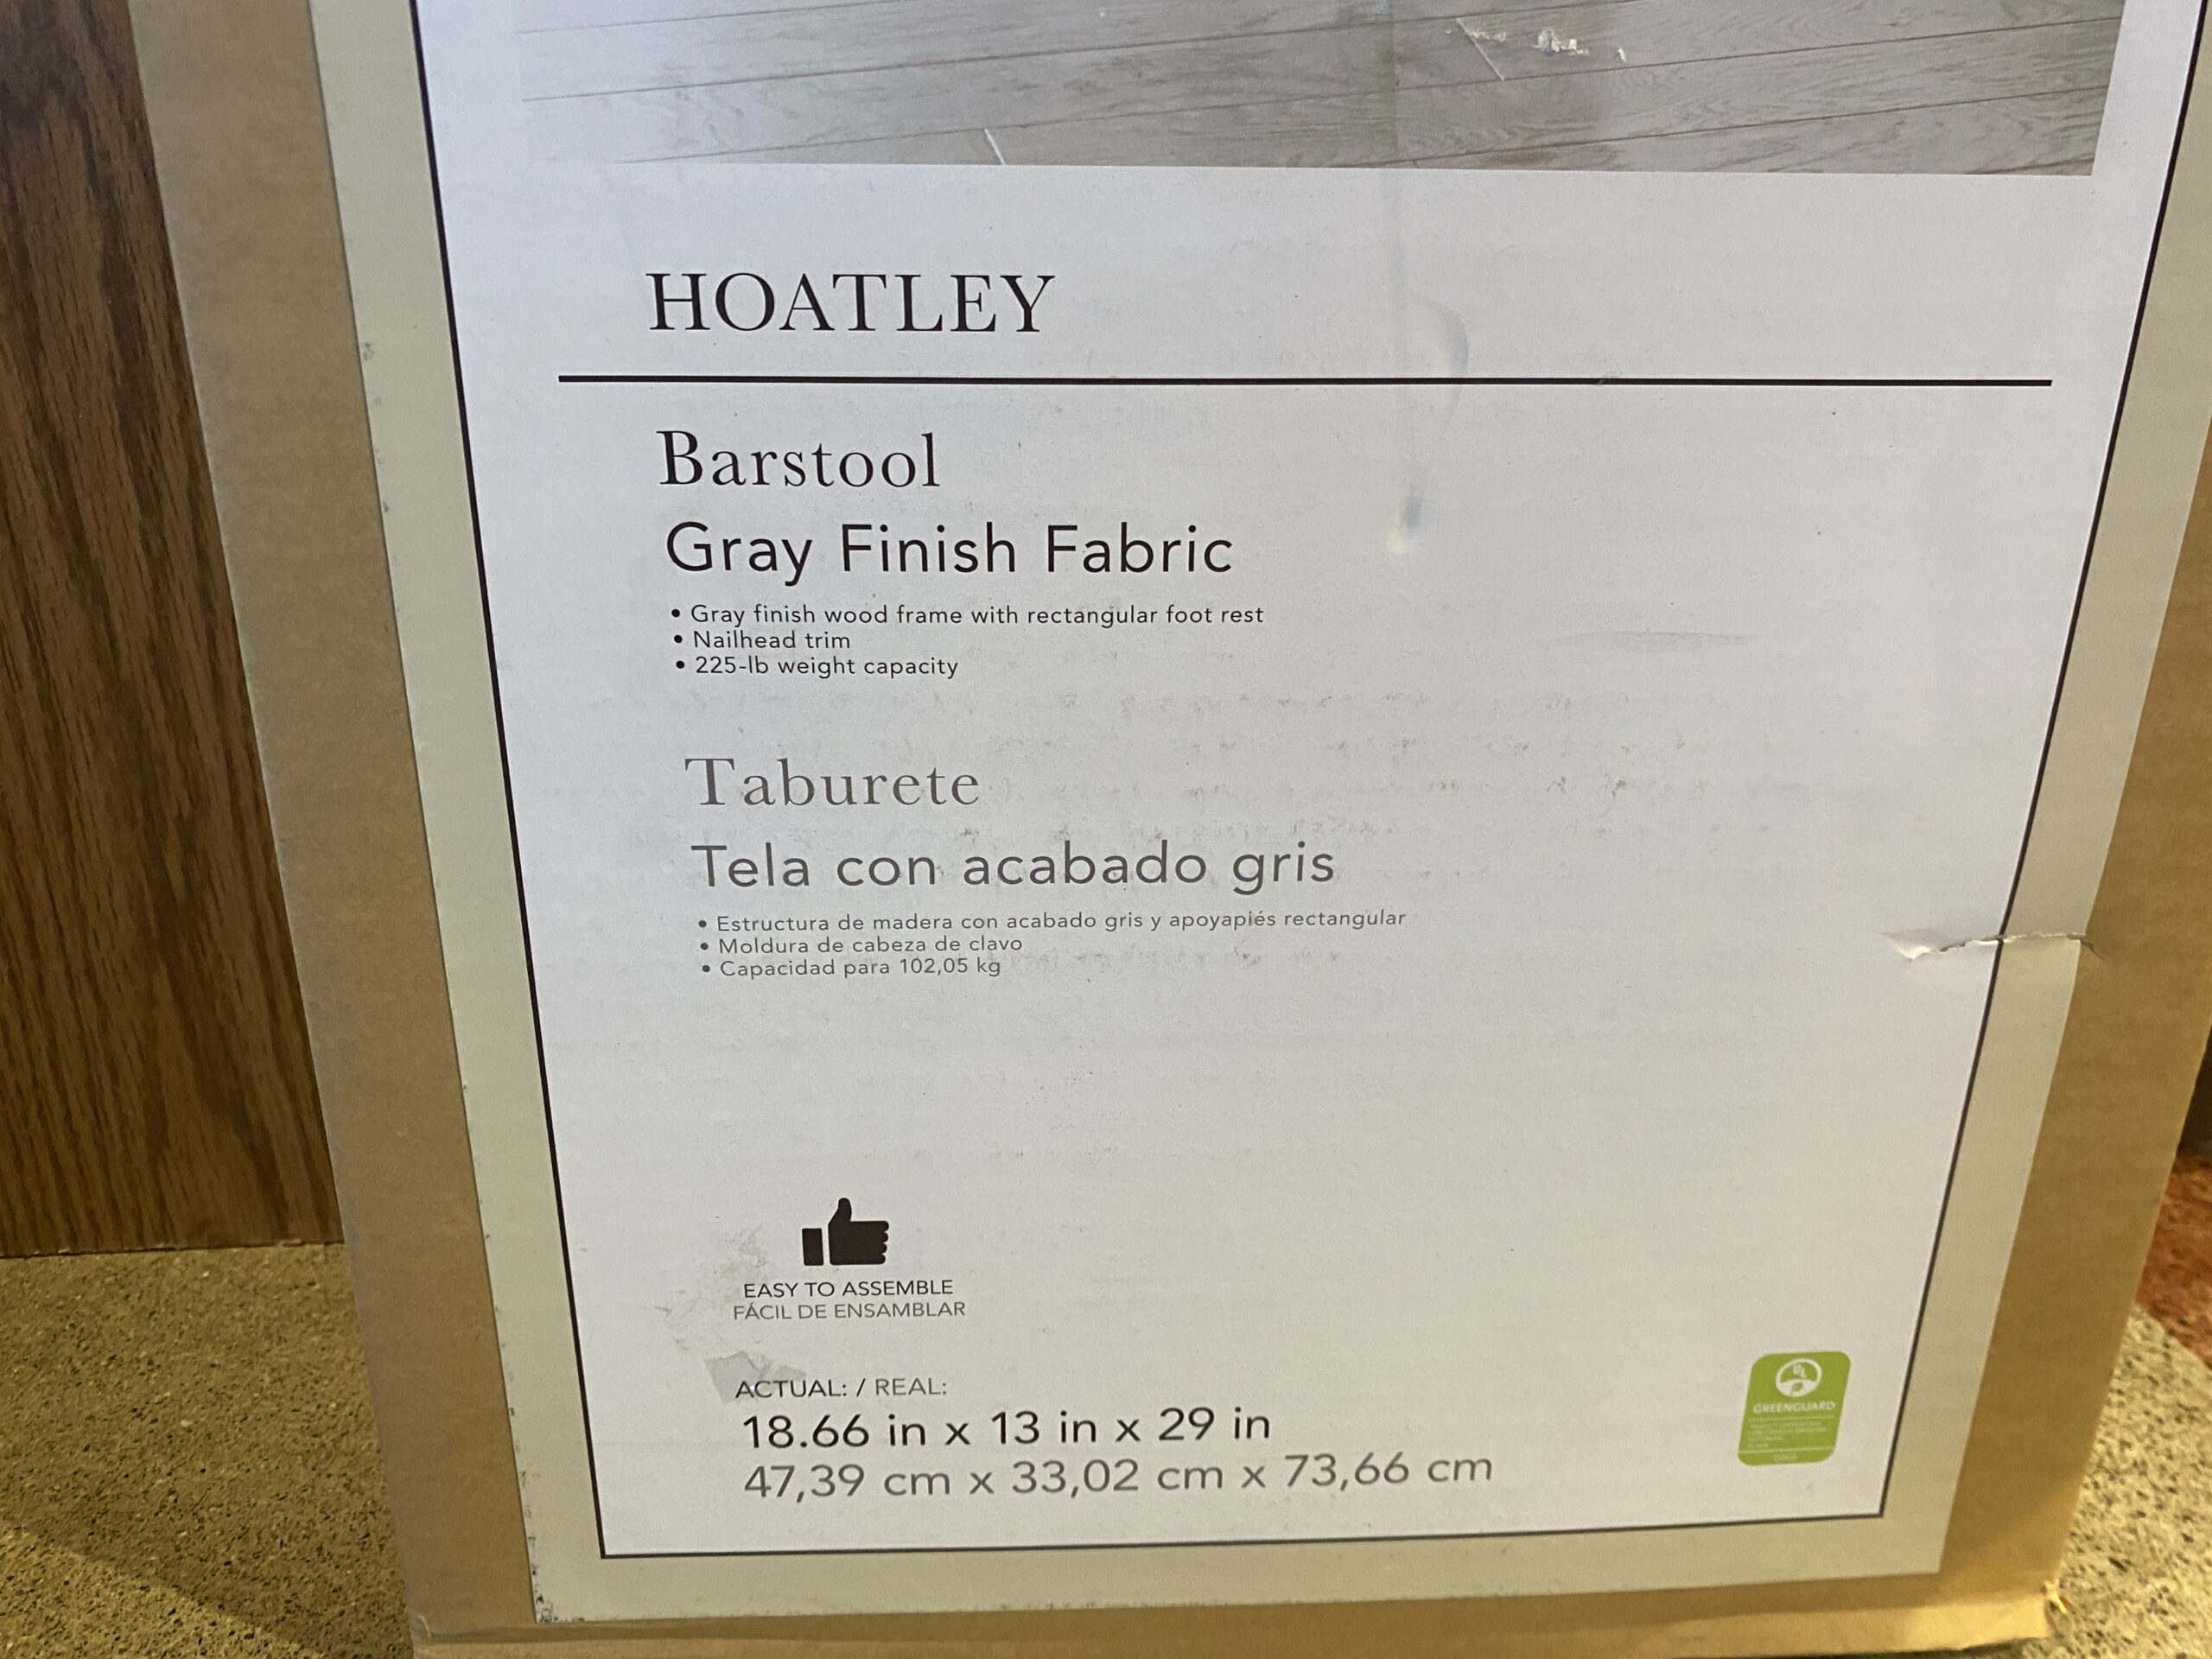 HOATLEY
Barstool
Gray Finish Fabric
• Gray finish wood frame with rectangular foot rest
• Nailhead trim
• 225-lb weight capacity
Taburete
Tela con acabado gris
• Estructura de madera con acabado gris y apoyapiés rectangular
• Moldura de cabeza de clavo
• Capacidad para 102,05 kg
EASY TO ASSEMBLE
FÁCIL DE ENSAMBLAR
ACTUAL: / REAL:
18.66 in x 13 in x 29 in
47,39 cm x 33,02 cm x 73,66 cm
GREENGUARD